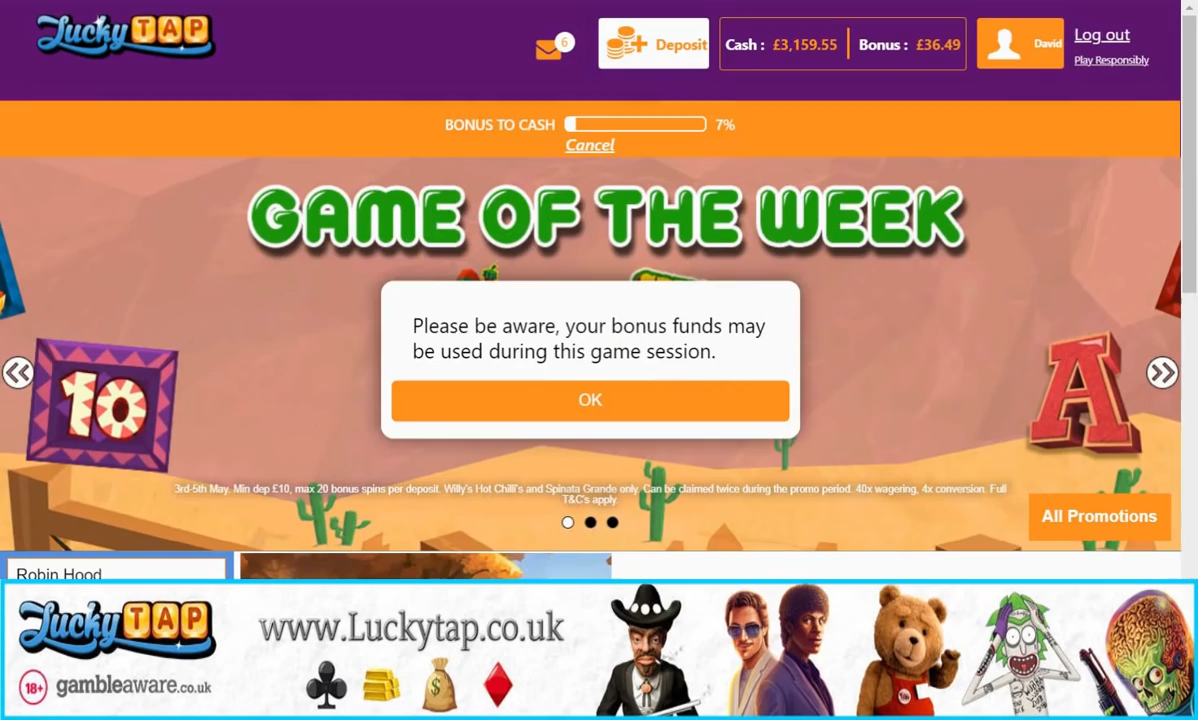 Lucky TAP
6
Deposit
Cash : £3,159.55
Bonus : £36.49
David
Log out
Play Responsibly
BONUS TO CASH 7%
Cancel
GAME OF THE WEEK
Please be aware, your bonus funds may
be used during this game session.
OK
10
A
3rd-5th May. Min dep £10, max 20 bonus spins per deposit. Willy's Hot Chilli's and Spinata Grande only. Can be claimed twice during the promo period. 40x wagering, 4x conversion. Full
T&C's apply.
All Promotions
Robin Hood
Lucky TAP
www.Luckytap.co.uk
18+ gambleaware.co.uk
$